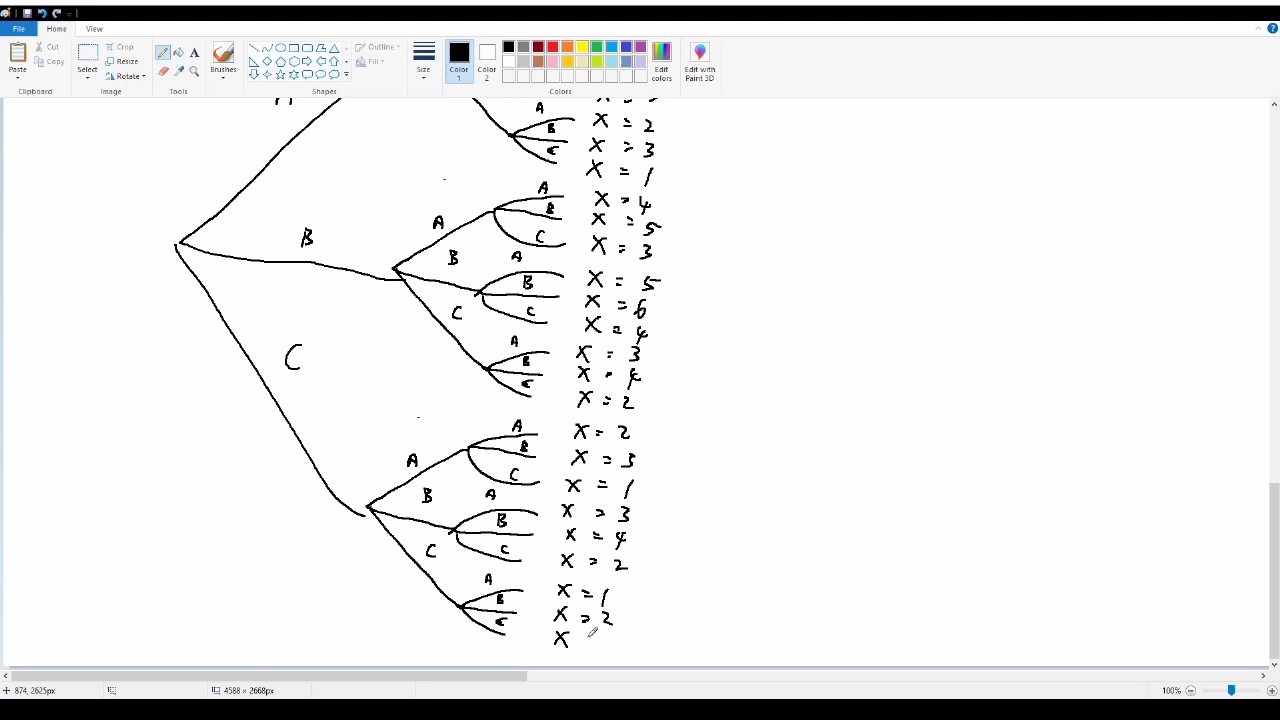 File Home View
Paste Cut Copy Clipboard
Select Crop Resize Rotate Image
Tools
Brushes
Outline Fill Shapes
Size
Color 1
Color 2
Colors
Edit colors
Edit with Paint 3D
A
B
C
A
B
C
X = 2
X = 3
X = 1
A
B
C
A
B
C
A
B
C
A
B
C
X = 4
X = 5
X = 3
X = 5
X = 6
X = 4
X = 3
X = 4
X = 2
A
B
C
A
B
C
A
B
C
A
B
C
X = 2
X = 3
X = 1
X = 3
X = 4
X = 2
X = 1
X = 2
X
874, 2625px 4588 × 2668px 100%